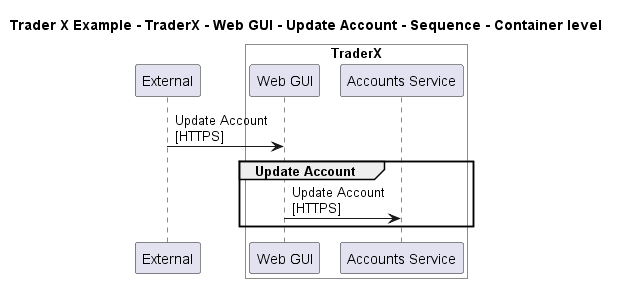 Trader X Example - TraderX - Web GUI - Update Account - Sequence - Container level
TraderX
External
Web GUI
Accounts Service
Update Account
[HTTPS]
Update Account
Update Account
[HTTPS]
External
Web GUI
Accounts Service